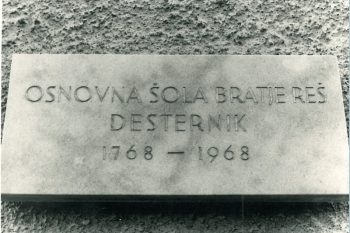 OSNOVNA ŠOLA BRATJE REŠ
DESTERNIK
1768 — 1968